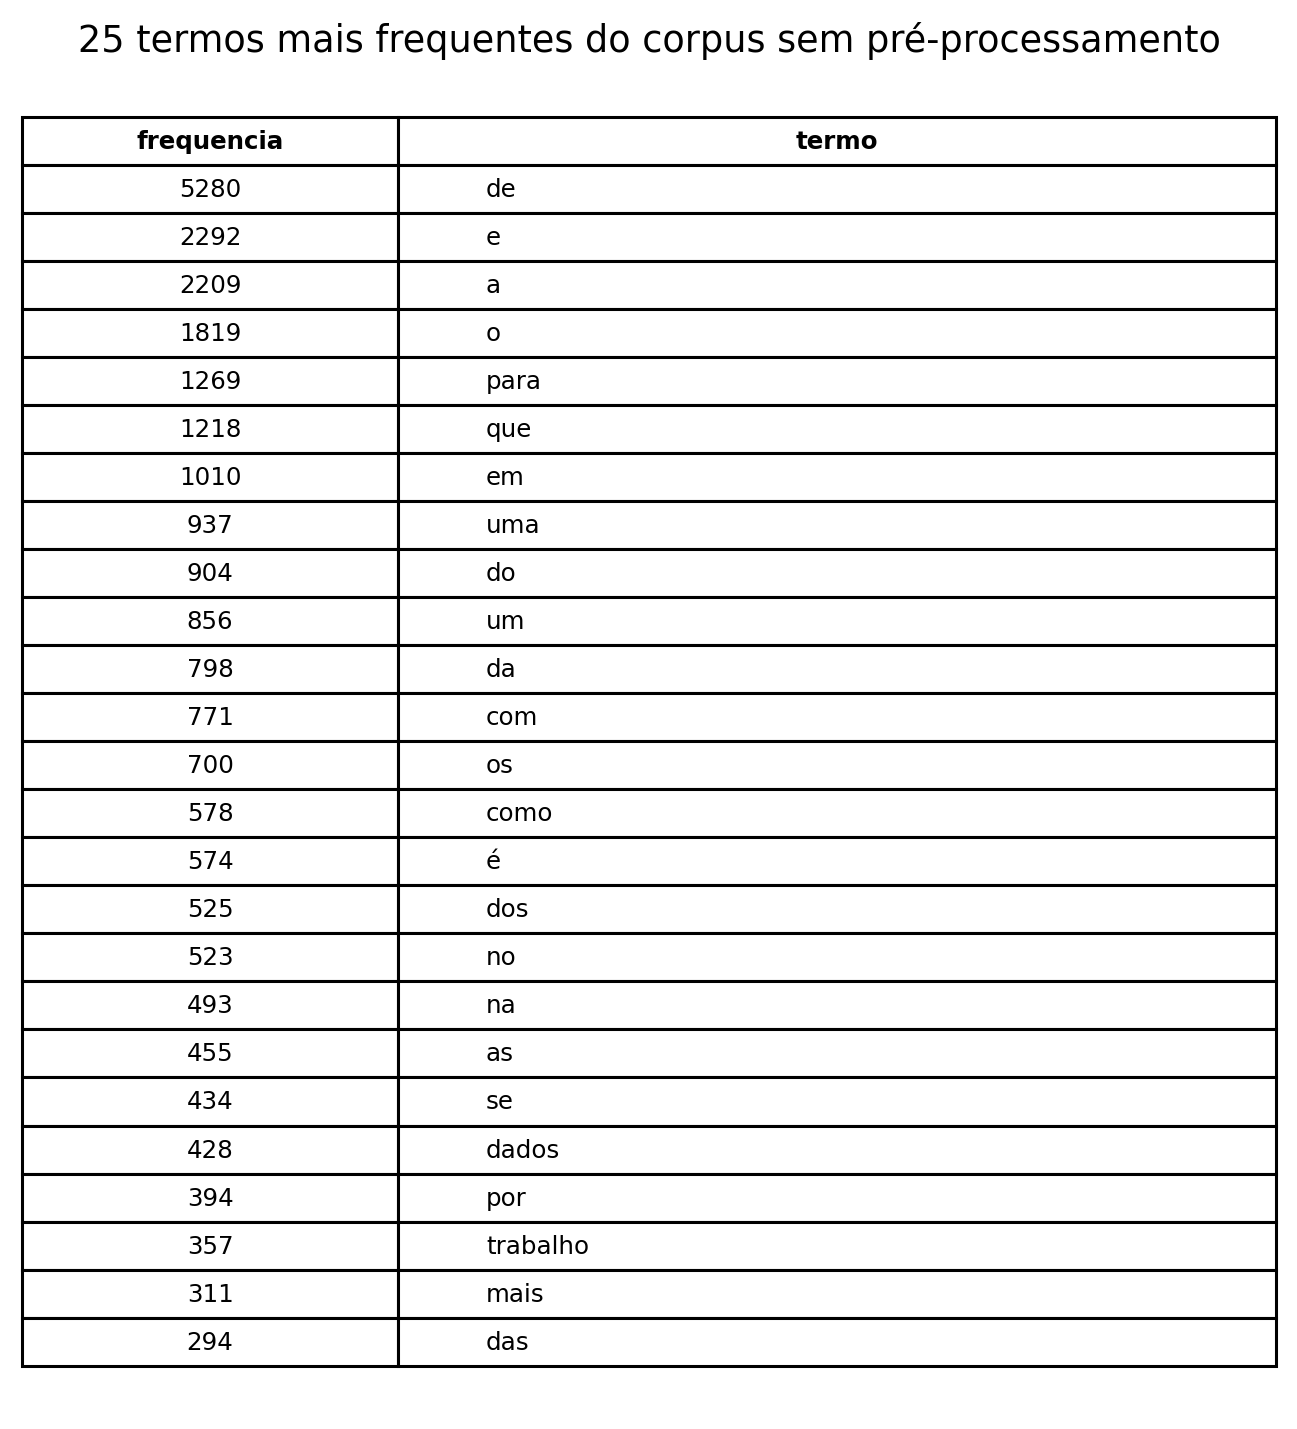 25 termos mais frequentes do corpus sem pré-processamento
frequencia termo
5280 de
2292 e
2209 a
1819 o
1269 para
1218 que
1010 em
937 uma
904 do
856 um
798 da
771 com
700 os
578 como
574 é
525 dos
523 no
493 na
455 as
434 se
428 dados
394 por
357 trabalho
311 mais
294 das